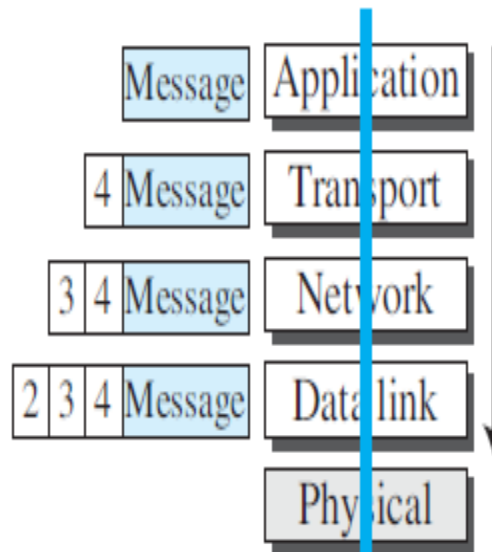 Message Application
4 Message Transport
3 4 Message Network
2 3 4 Message Data link
Physical